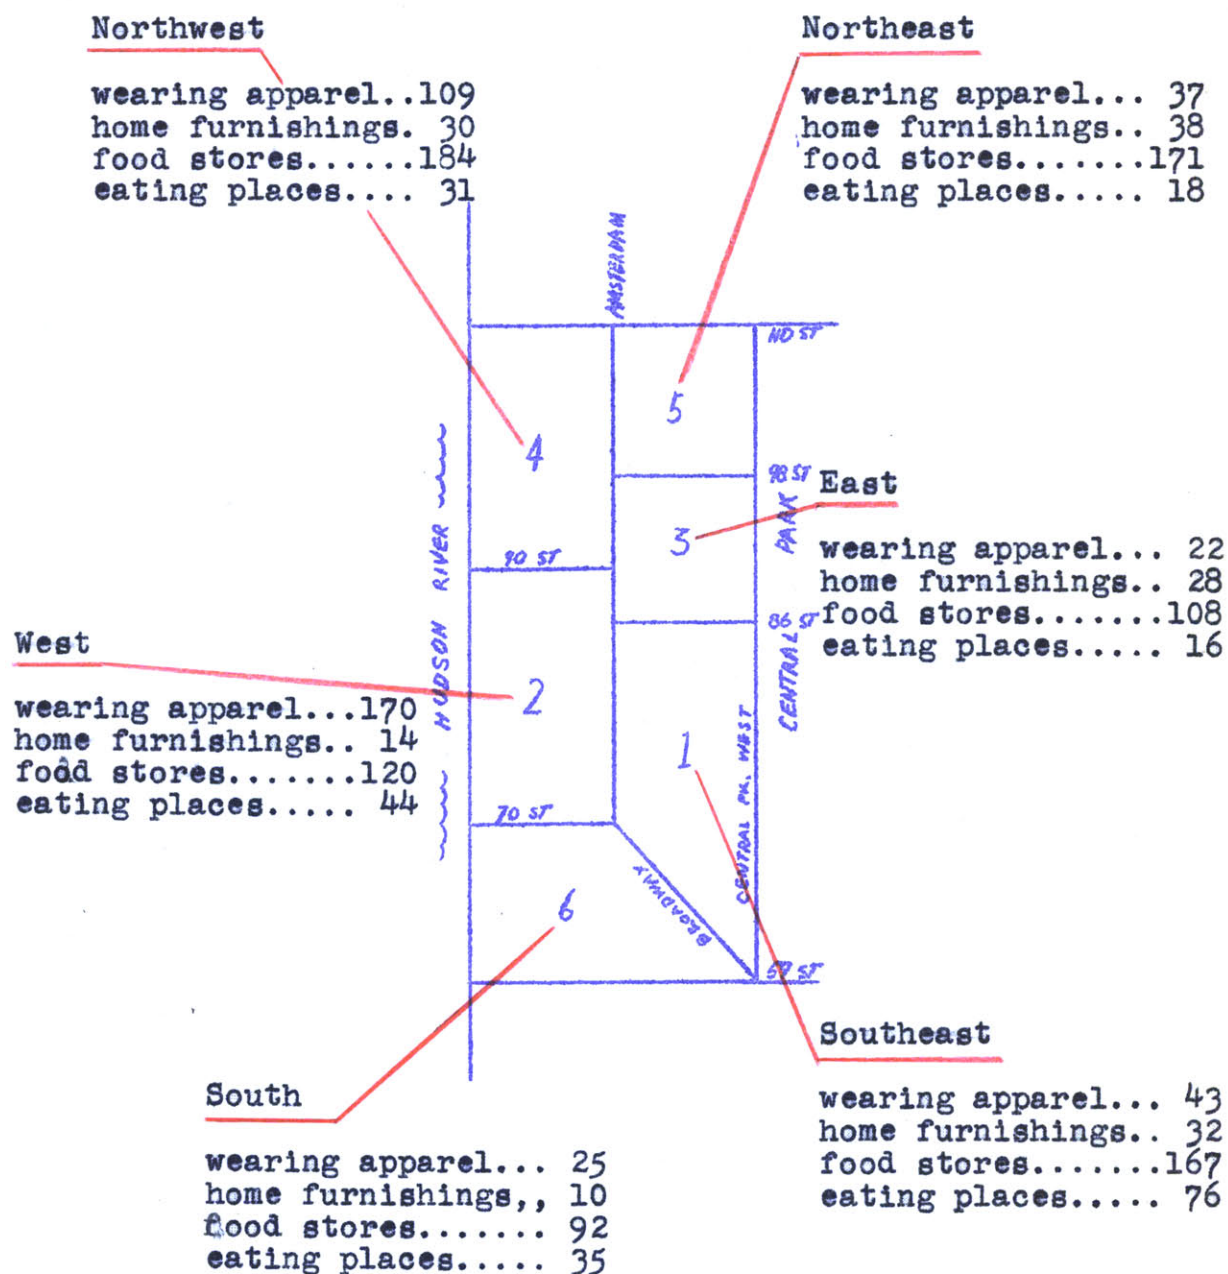 Northwest
wearing apparel..109
home furnishings. 30
food stores......184
eating places.... 31
Northeast
wearing apparel... 37
home furnishings.. 38
food stores.......171
eating places..... 18
AMSTERDAM
110 ST
5
4
98 ST
East
wearing apparel... 22
home furnishings.. 28
food stores.......108
eating places..... 16
3
HUDSON RIVER
90 ST
CENTRAL PARK
86 ST
West
wearing apparel...170
home furnishings.. 14
food stores.......120
eating places..... 44
2
1
CENTRAL PK. WEST
70 ST
BROADWAY
6
59 ST
Southeast
wearing apparel... 43
home furnishings.. 32
food stores.......167
eating places..... 76
South
wearing apparel... 25
home furnishings,, 10
food stores....... 92
eating places..... 35